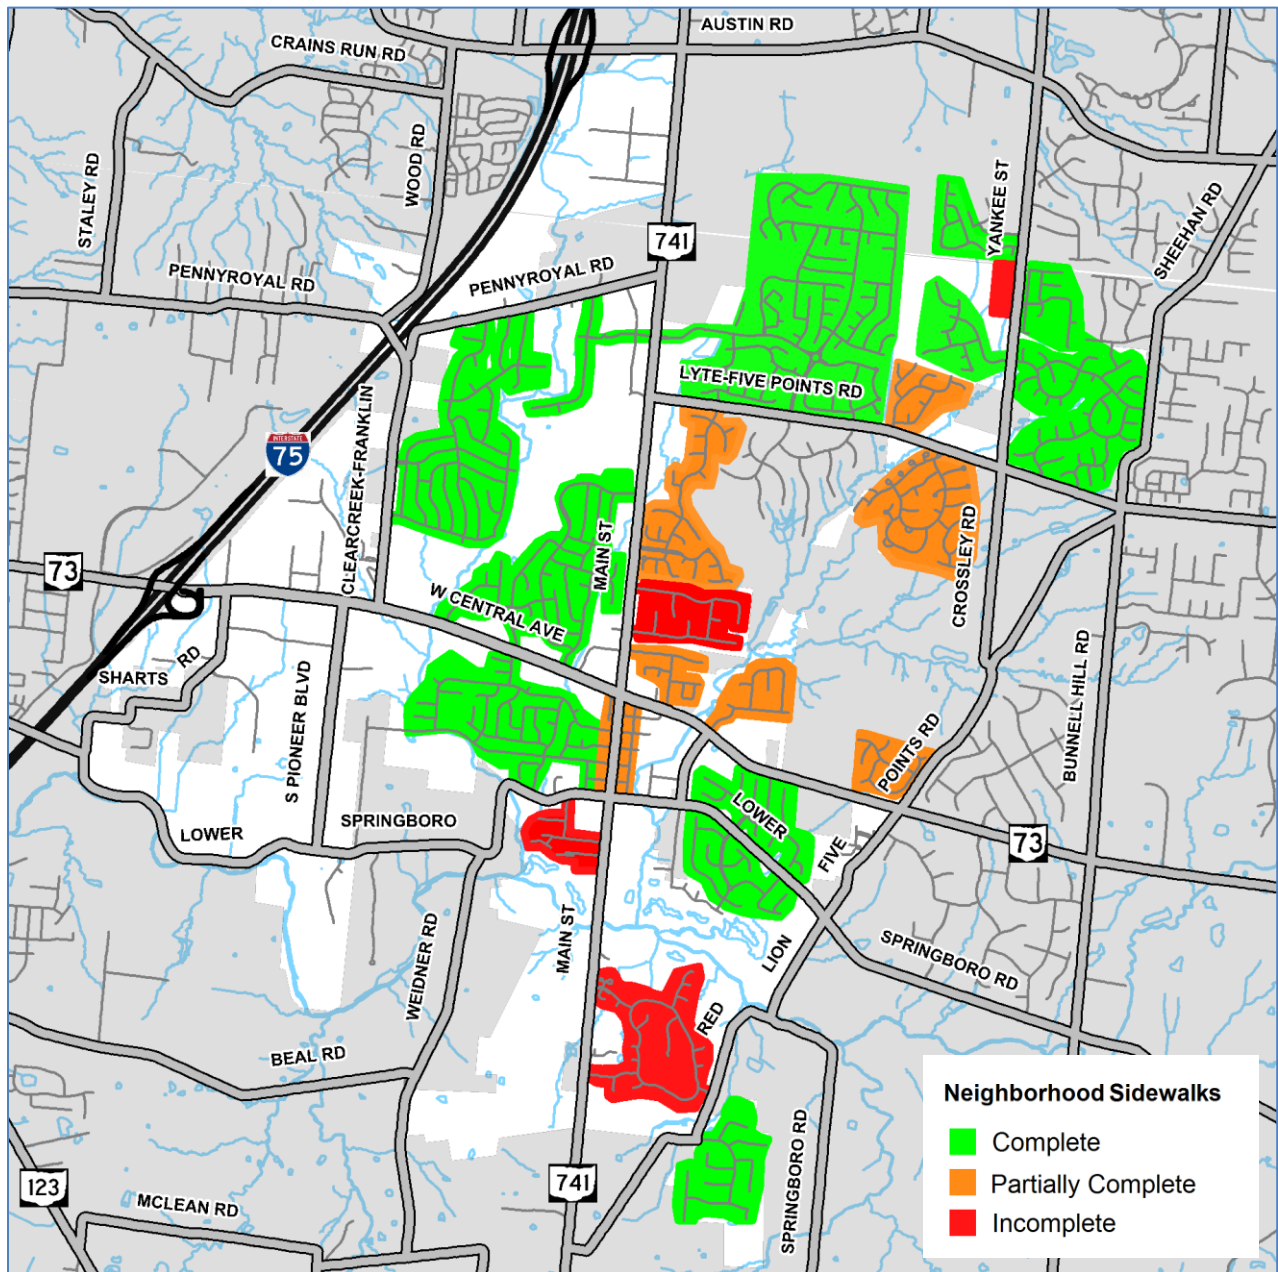 AUSTIN RD
CRAINS RUN RD
WOOD RD
STALEY RD
YANKEE ST
SHEEHAN RD
741
PENNYROYAL RD
PENNYROYAL RD
LYTE-FIVE POINTS RD
CLEARCREEK-FRANKLIN
INTERSTATE
75
MAIN ST
CROSSLEY RD
73
W CENTRAL AVE
SHARTS RD
S PIONEER BLVD
BUNNELL HILL RD
POINTS RD
LOWER
SPRINGBORO
LOWER
FIVE
73
MAIN ST
WEIDNER RD
LION
SPRINGBORO RD
RED
BEAL RD
Neighborhood Sidewalks
Complete
Partially Complete
Incomplete
SPRINGBORO RD
123
741
MCLEAN RD